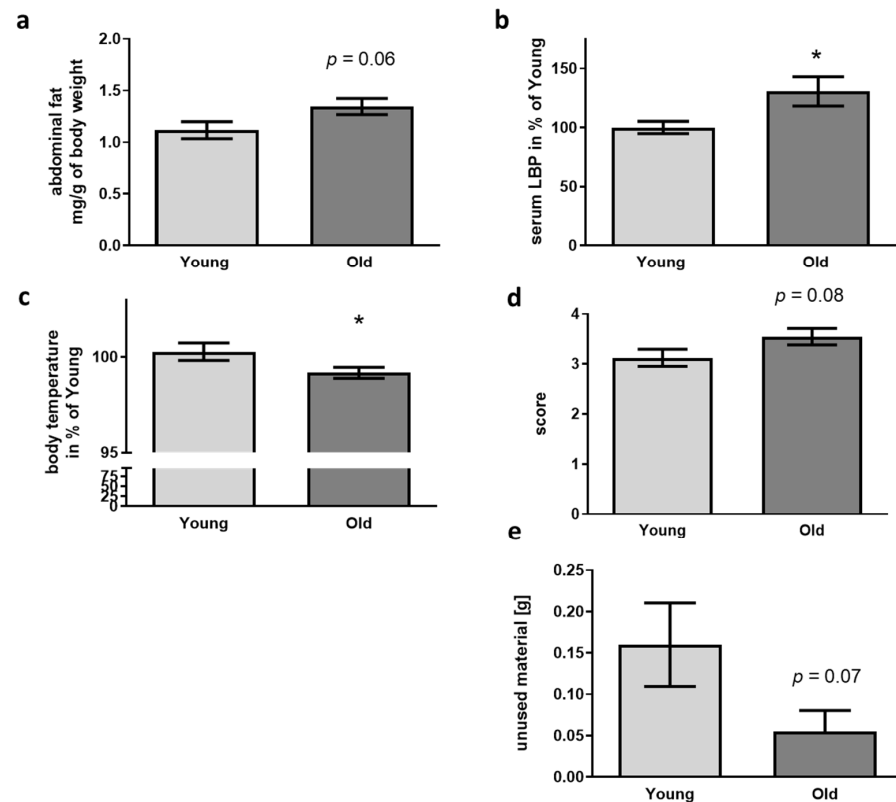 a
abdominal fat
mg/g of body weight
2.0
1.5
1.0
0.5
0.0
p = 0.06
Young
Old
b
serum LBP in % of Young
150
100
50
0
*
Young
Old
c
body temperature
in % of Young
100
95
75
50
25
0
*
Young
Old
d
score
4
3
2
1
0
p = 0.08
Young
Old
e
unused material [g]
0.25
0.20
0.15
0.10
0.05
0.00
p = 0.07
Young
Old